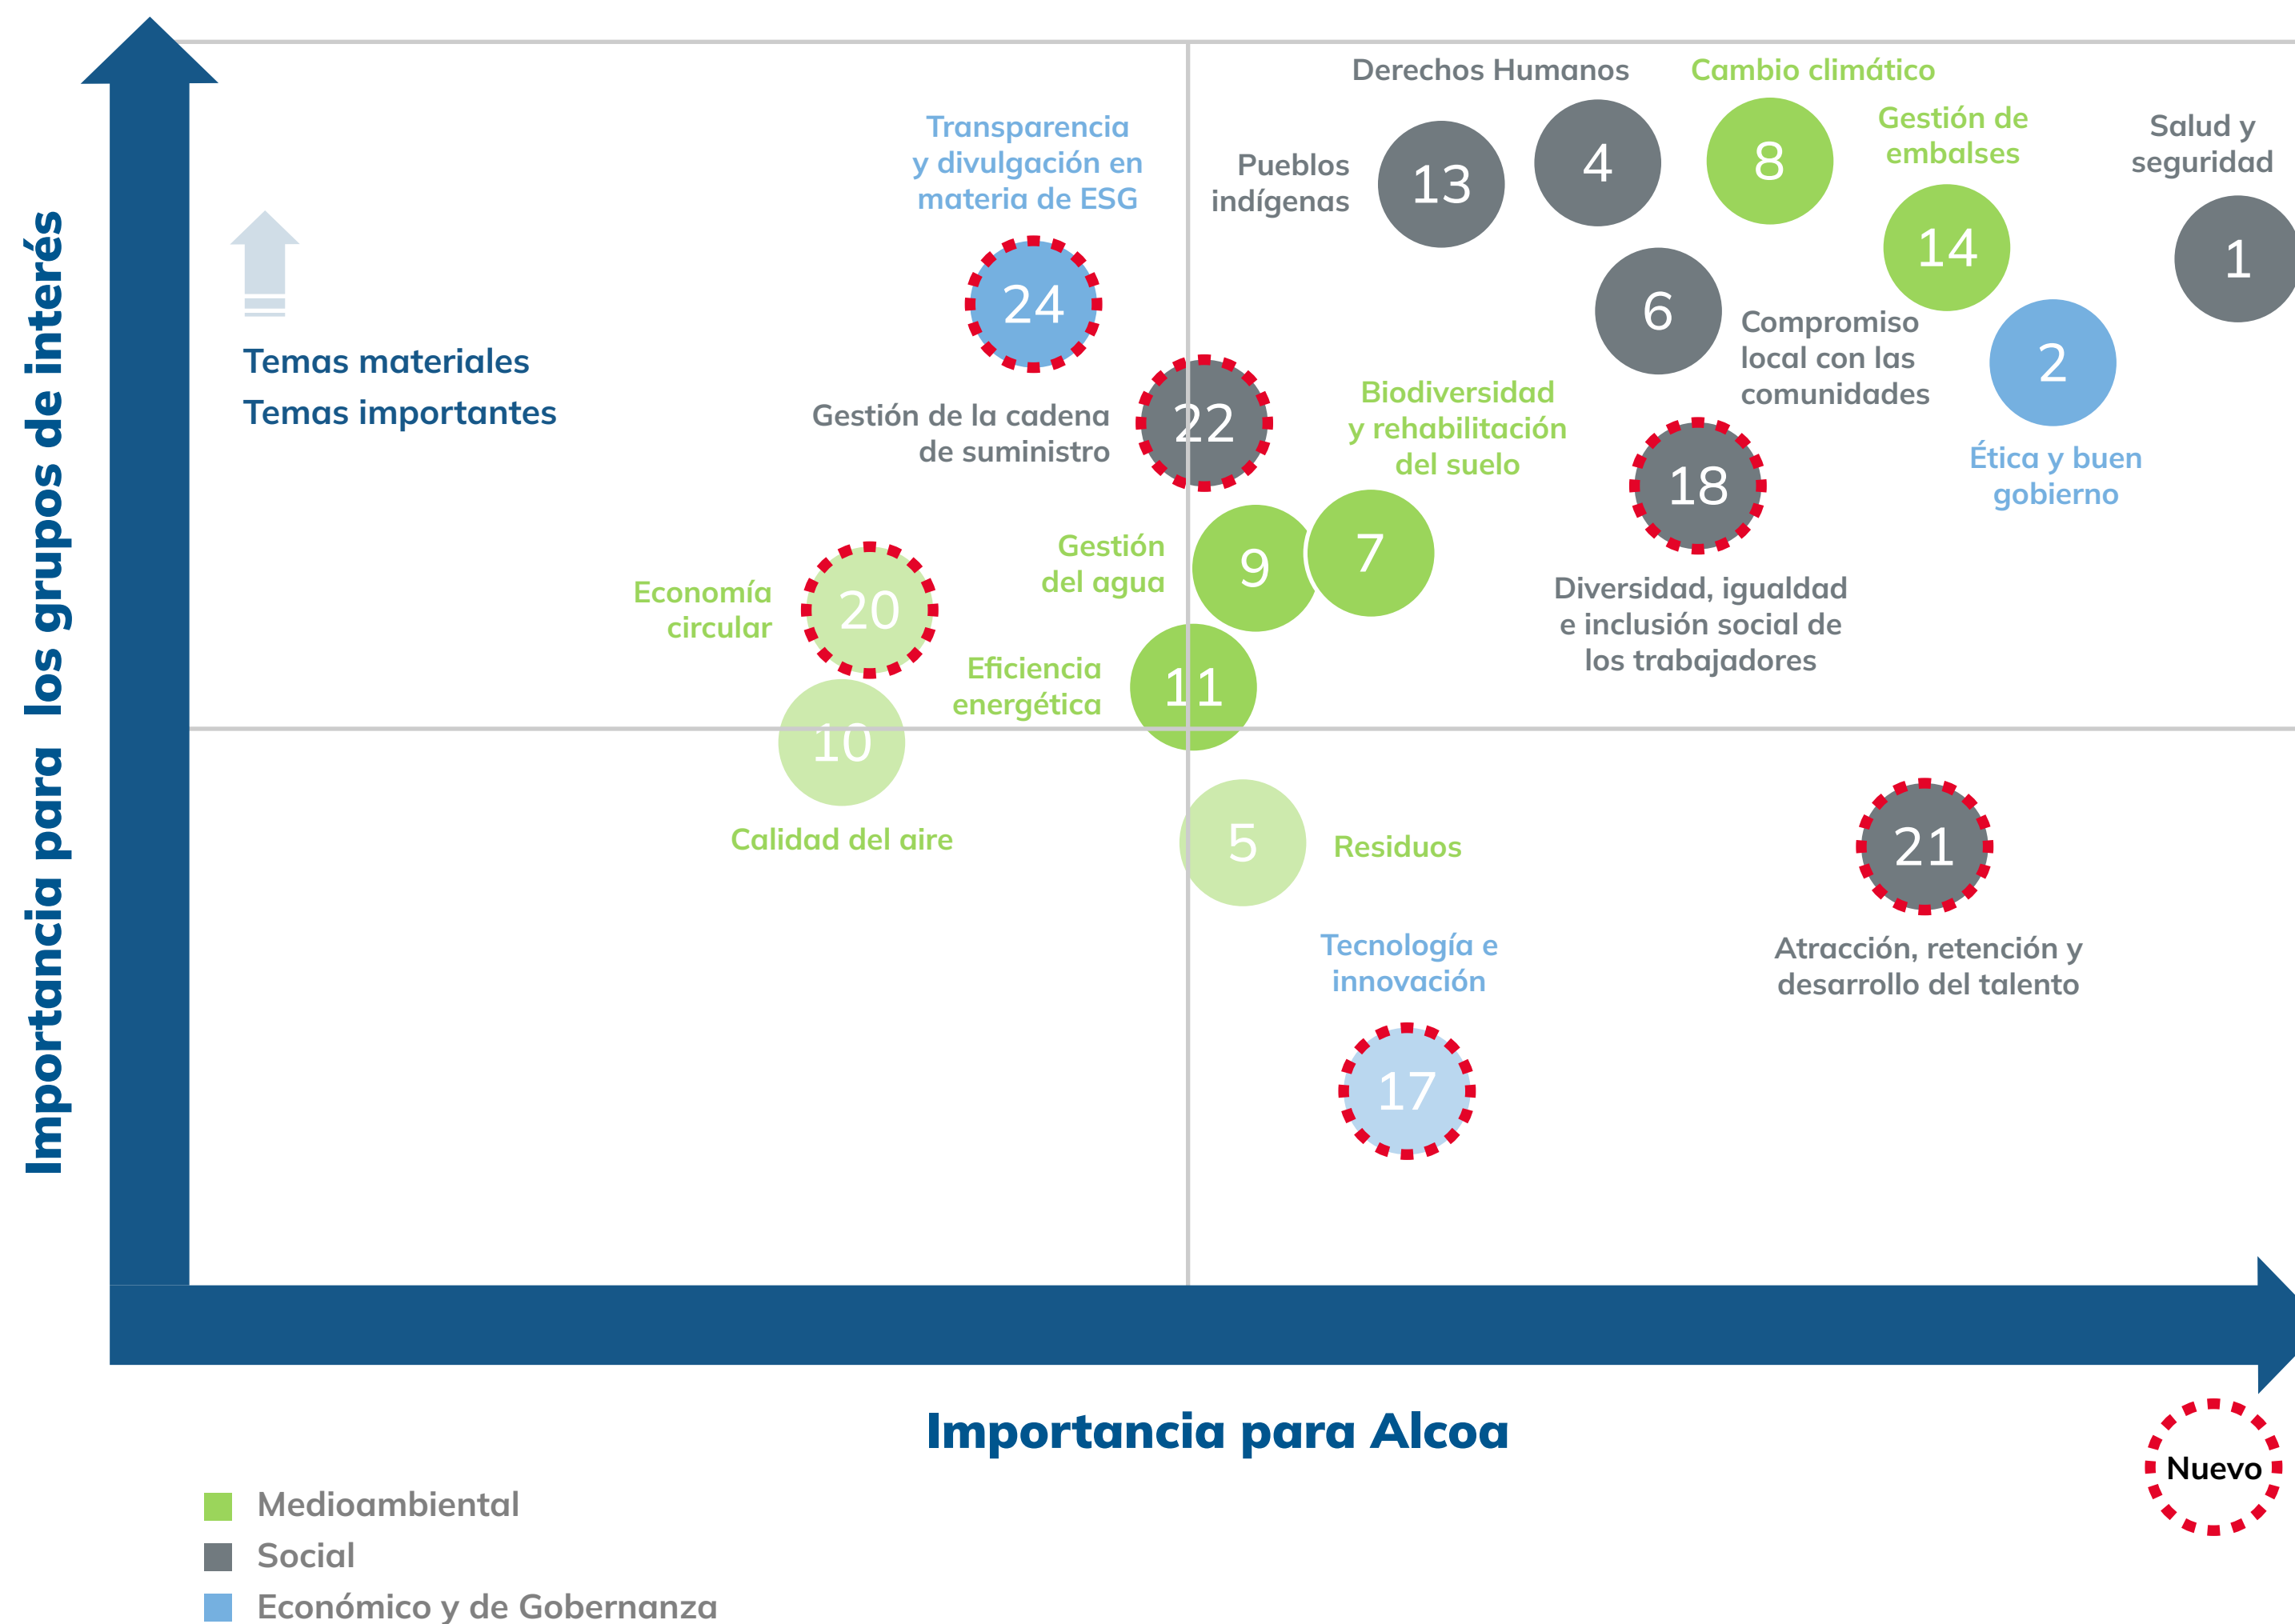 Importancia para los grupos de interés
Derechos Humanos
Cambio climático
Transparencia
y divulgación en
materia de ESG
Pueblos
indígenas
Gestión de
embalses
Salud y
seguridad
13
4
8
14
1
24
6
Compromiso
local con las
comunidades
2
Temas materiales
Temas importantes
Gestión de la cadena
de suministro
22
Biodiversidad
y rehabilitación
del suelo
18
Ética y buen
gobierno
Gestión
del agua
9
7
Economía
circular
20
Diversidad, igualdad
e inclusión social de
los trabajadores
Eficiencia
energética
11
10
Calidad del aire
5
Residuos
21
Tecnología e
innovación
Atracción, retención y
desarrollo del talento
17
Importancia para Alcoa
Nuevo
Medioambiental
Social
Económico y de Gobernanza